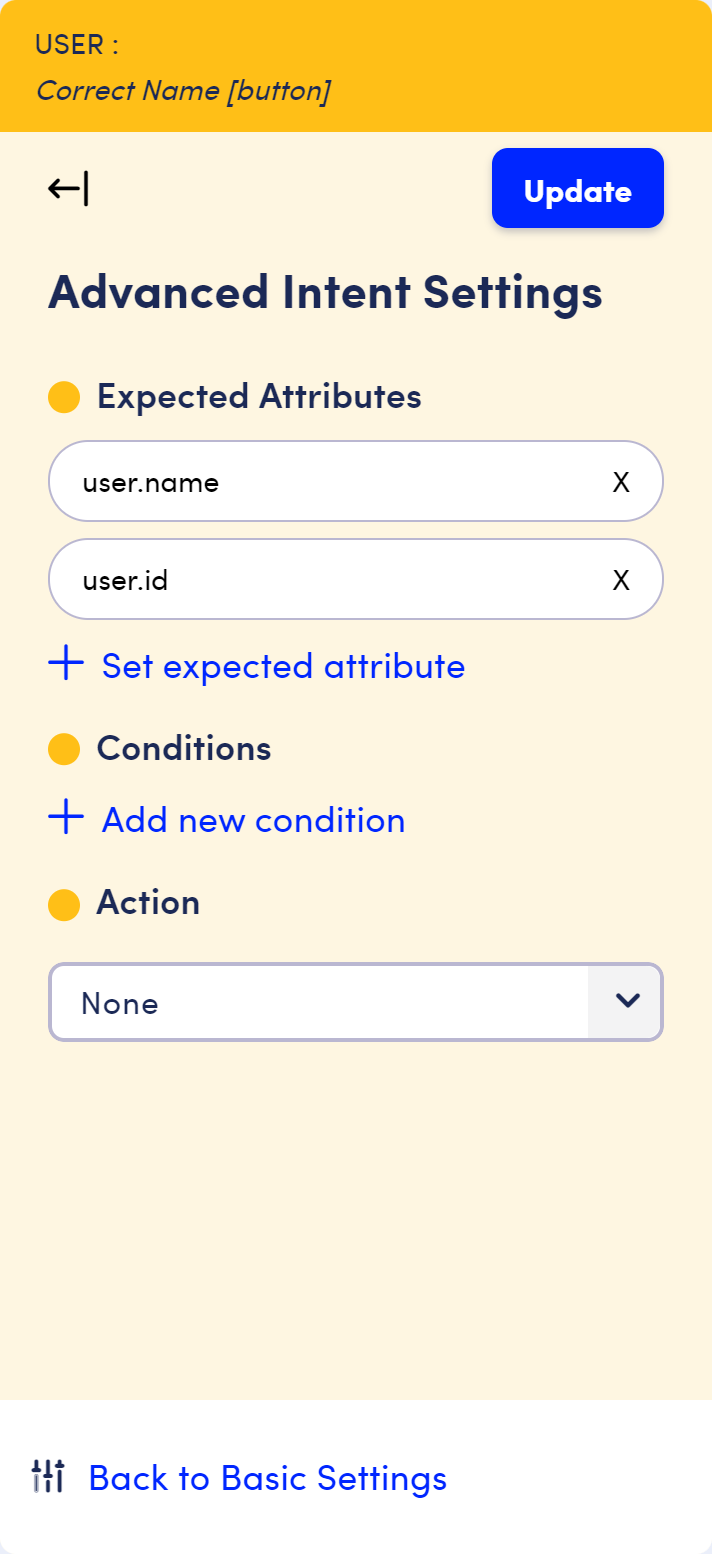 USER :
Correct Name [button]
Update
Advanced Intent Settings
Expected Attributes
user.name X
user.id X
Set expected attribute
Conditions
Add new condition
Action
None
Back to Basic Settings